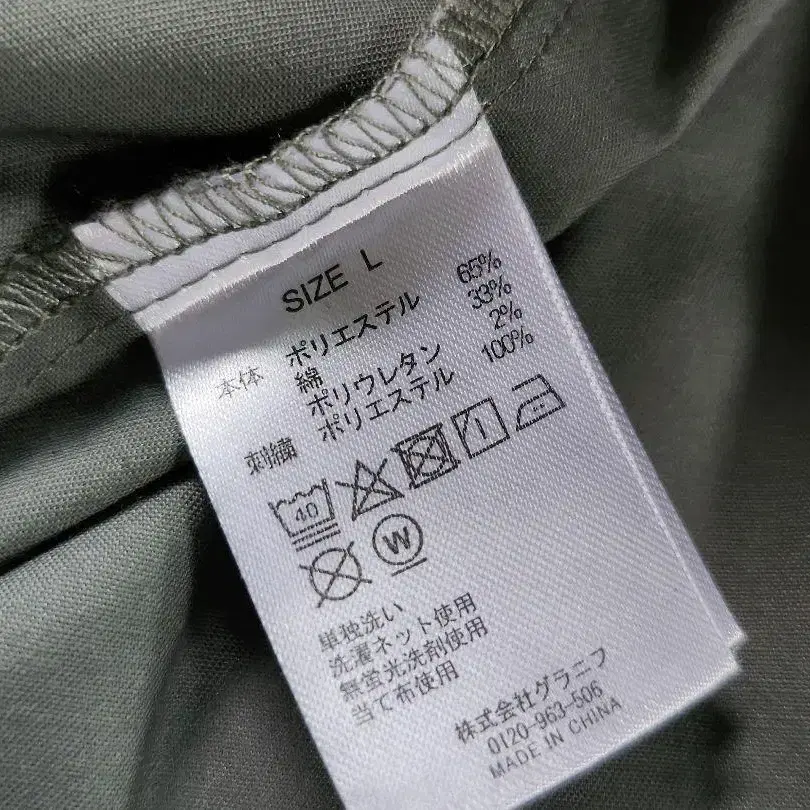 SIZE L
本体 ポリエステル 65%
綿 33%
ポリウレタン 2%
刺繍 ポリエステル 100%
40
W
単独洗い
洗濯ネット使用
無蛍光洗剤使用
当て布使用
株式会社グラニフ
0120-963-506
MADE IN CHINA